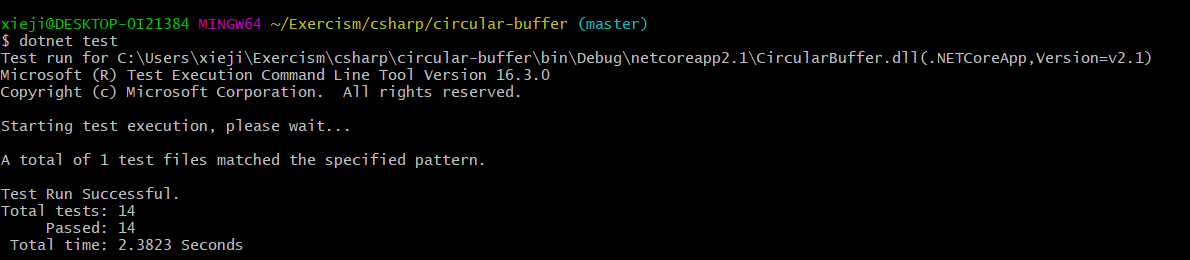 xieji@DESKTOP-OI21384 MINGW64 ~/Exercism/csharp/circular-buffer (master)
$ dotnet test
Test run for C:\Users\xieji\Exercism\csharp\circular-buffer\bin\Debug\netcoreapp2.1\CircularBuffer.dll(.NETCoreApp,Version=v2.1)
Microsoft (R) Test Execution Command Line Tool Version 16.3.0
Copyright (c) Microsoft Corporation.  All rights reserved.
Starting test execution, please wait...
A total of 1 test files matched the specified pattern.
Test Run Successful.
Total tests: 14
     Passed: 14
 Total time: 2.3823 Seconds